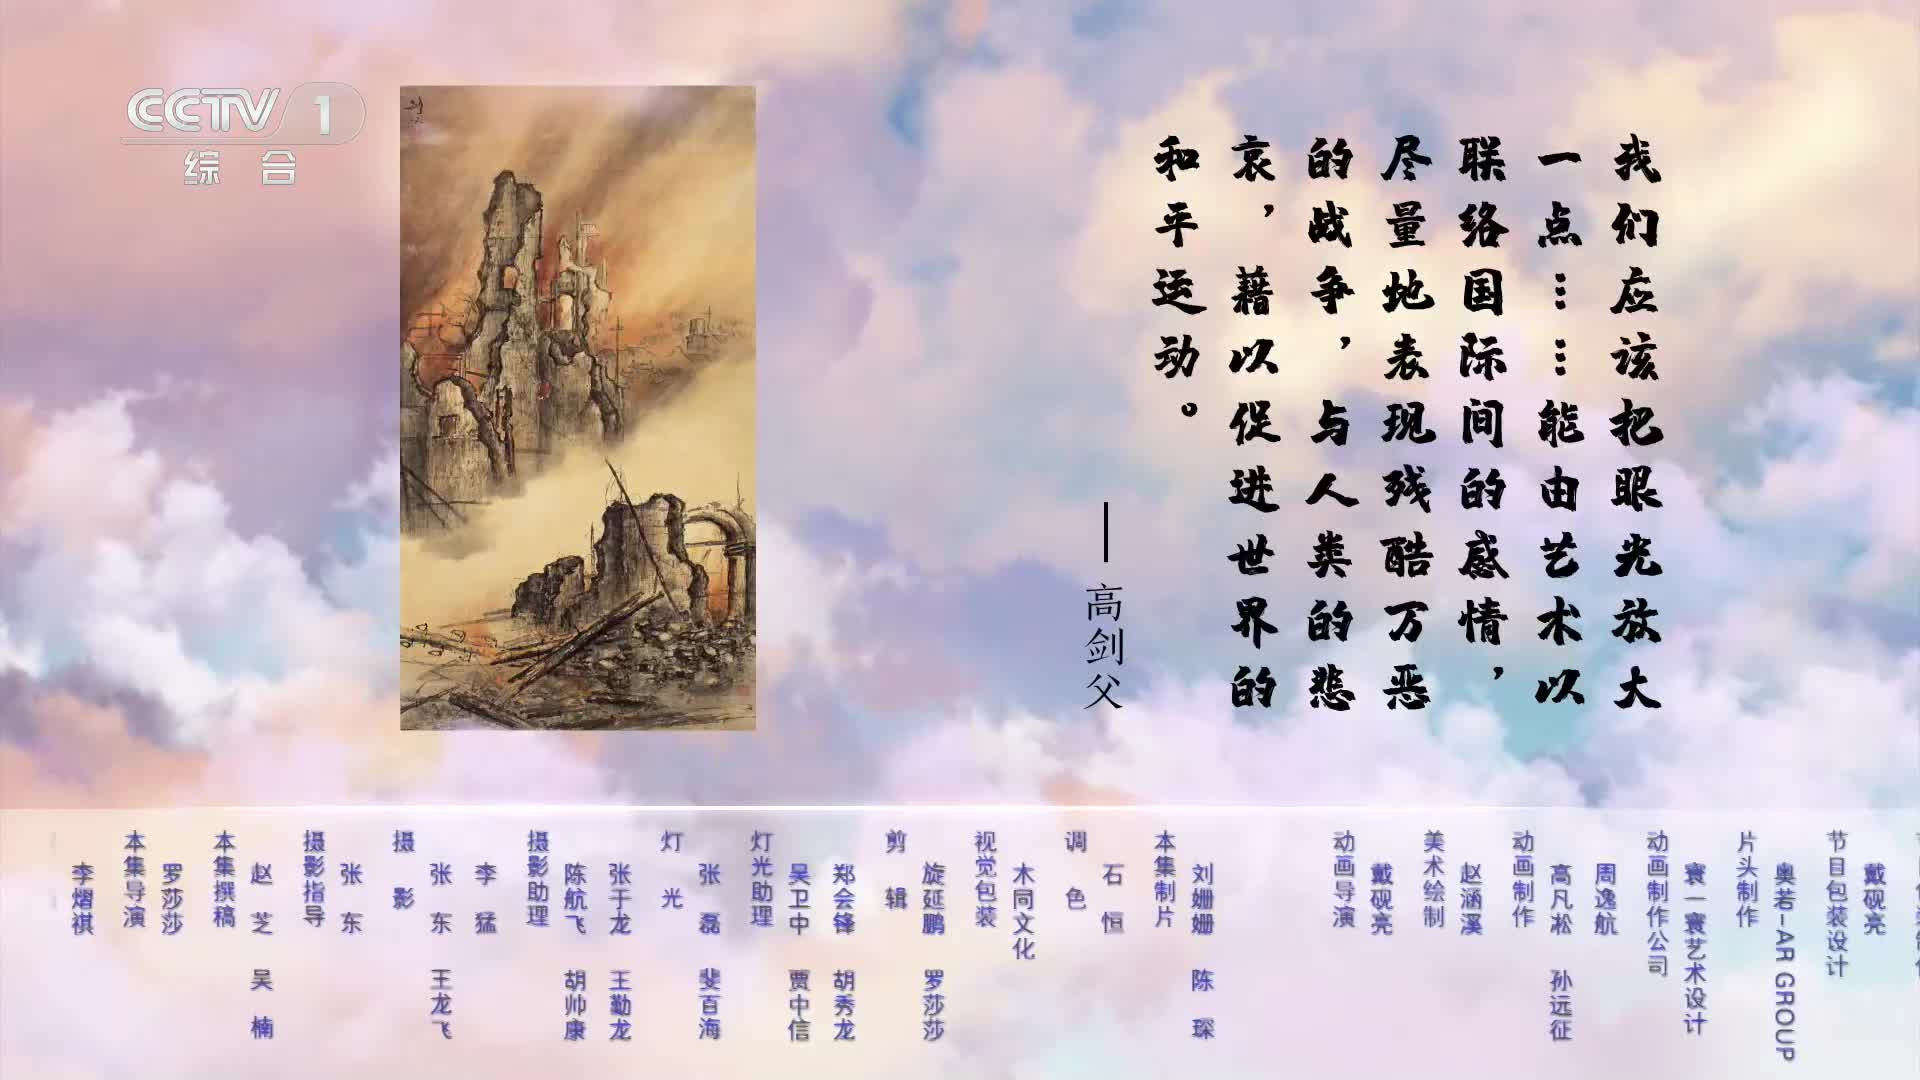 CCTV 1
综 合
我们应该把眼光放大
一点……能由艺术以
联络国际间的感情，
尽量地表现残酷万恶
的战争，与人类的悲
哀，藉以促进世界的
和平运动。
——高剑父
李熠祺
本集导演
罗莎莎
本集撰稿
赵 芝 吴 楠
摄影指导
张 东
摄 影
张 东 王龙飞
李 猛
摄影助理
陈航飞 胡帅康
张于龙 王勤龙
灯 光
张 磊 斐百海
灯光助理
吴卫中 贾中信
郑会锋 胡秀龙
剪 辑
旋延鹏 罗莎莎
视觉包装
木同文化
调 色
石 恒
本集制片
刘姗姗 陈 琛
动画导演
戴砚亮
美术绘制
赵涵溪
动画制作
高凡凇 孙远征
周逸航
动画制作公司
寰一寰艺术设计
片头制作
奥若-AR GROUP
节目包装设计
戴砚亮